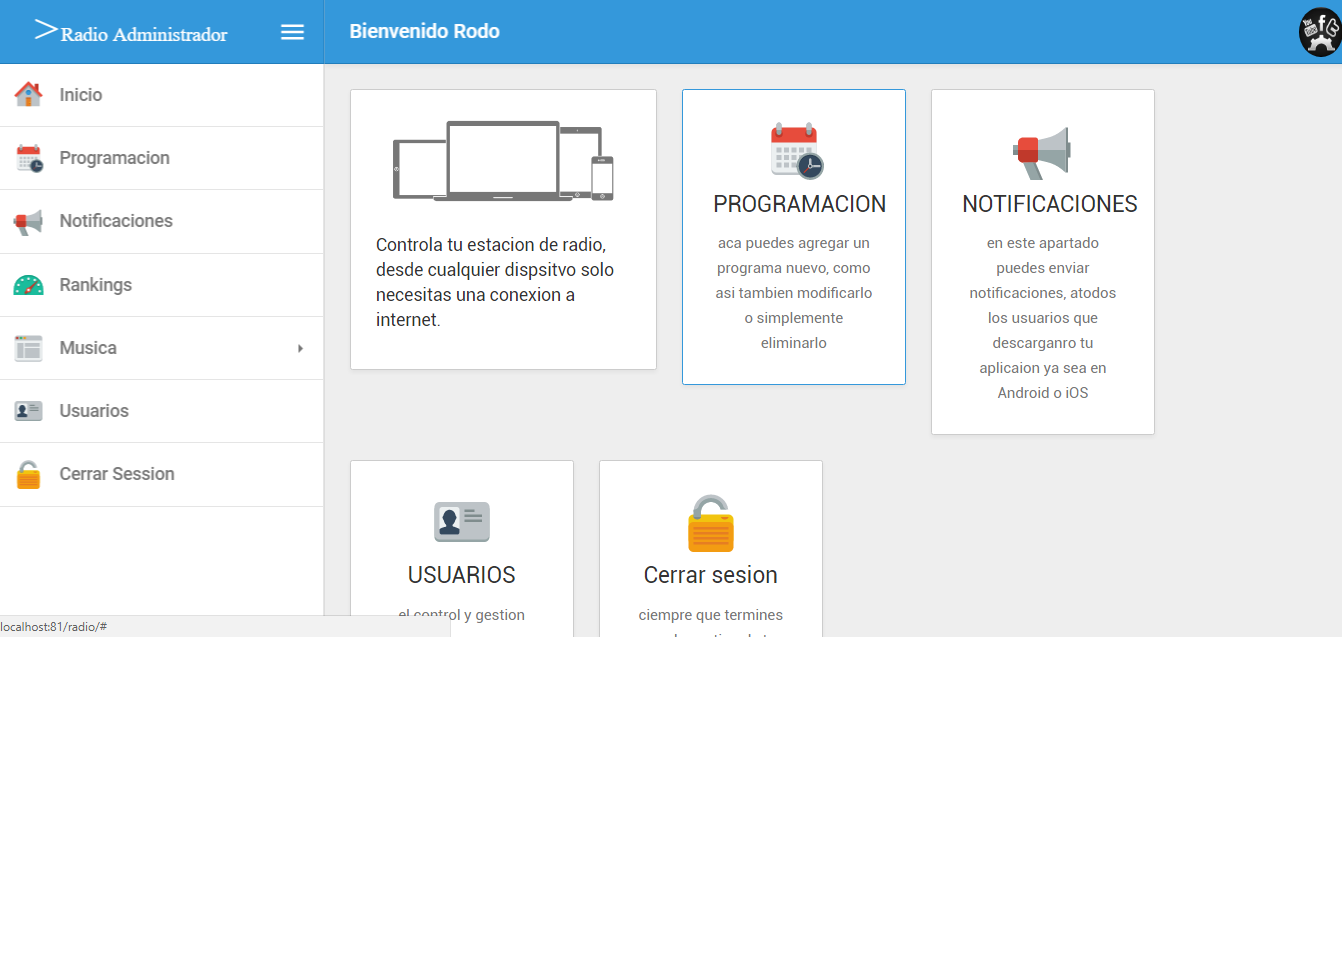 >Radio Administrador
Bienvenido Rodo
Inicio
Programacion
Notificaciones
Rankings
Musica
Usuarios
Cerrar Session
Controla tu estacion de radio,
desde cualquier dispsitvo solo
necesitas una conexion a
internet.
PROGRAMACION
aca puedes agregar un
programa nuevo, como
asi tambien modificarlo
o simplemente
eliminarlo
NOTIFICACIONES
en este apartado
puedes enviar
notificaciones, atodos
los usuarios que
descarganro tu
aplicaion ya sea en
Android o iOS
USUARIOS
el control y gestion
Cerrar sesion
ciempre que termines
localhost:81/radio/#